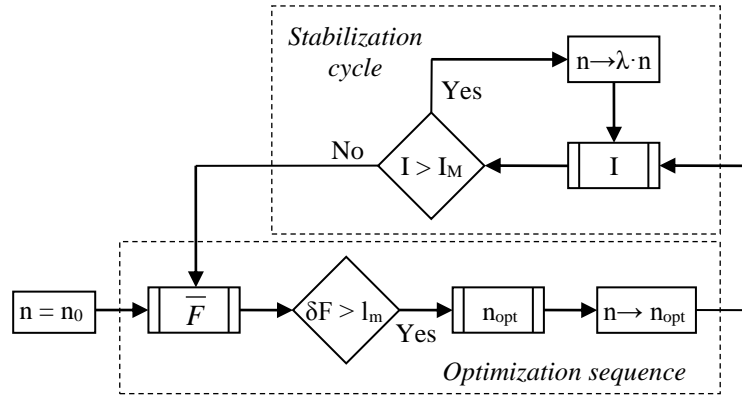 Stabilization
cycle
n→λ·n
Yes
No
I > I_M
I
n = n₀
F̅
δF > l_m
Yes
n_opt
n→ n_opt
Optimization sequence